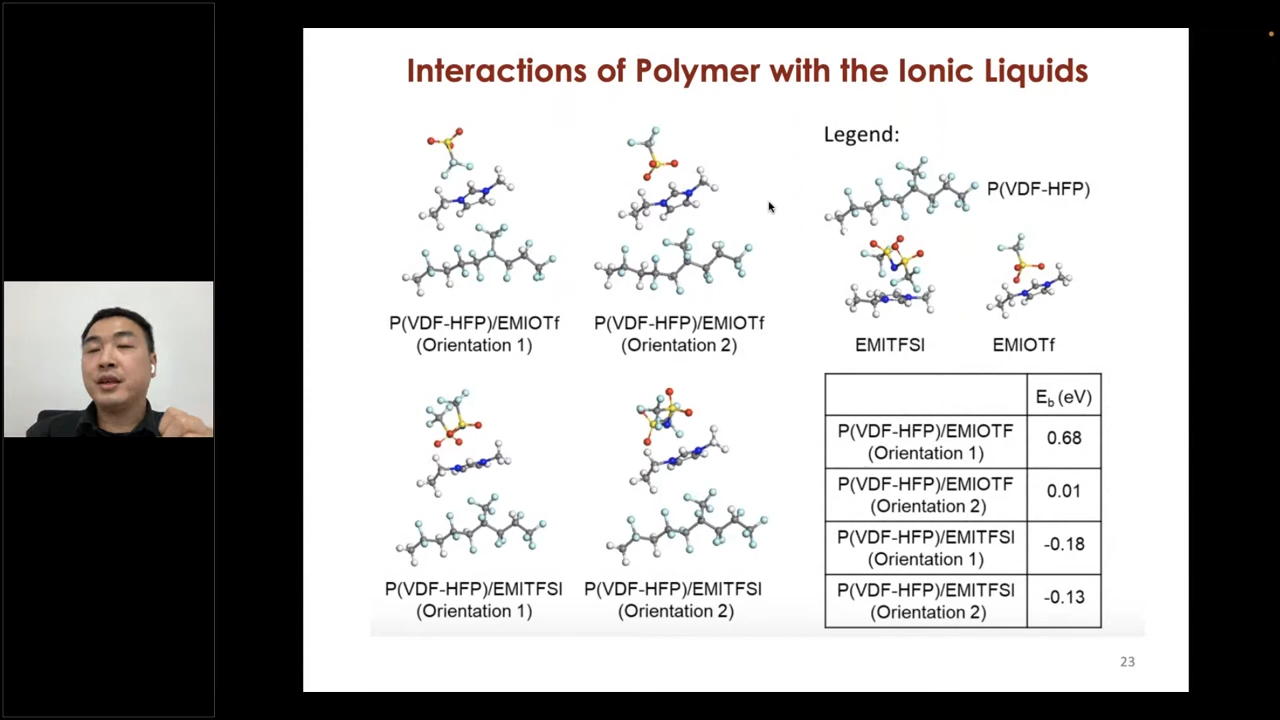 Interactions of Polymer with the Ionic Liquids
P(VDF-HFP)/EMIOTf
(Orientation 1)
P(VDF-HFP)/EMIOTf
(Orientation 2)
P(VDF-HFP)/EMITFSI
(Orientation 1)
P(VDF-HFP)/EMITFSI
(Orientation 2)
Legend:
P(VDF-HFP)
EMITFSI
EMIOTf
E_b (eV)
P(VDF-HFP)/EMIOTF
(Orientation 1)
0.68
P(VDF-HFP)/EMIOTF
(Orientation 2)
0.01
P(VDF-HFP)/EMITFSI
(Orientation 1)
-0.18
P(VDF-HFP)/EMITFSI
(Orientation 2)
-0.13
23